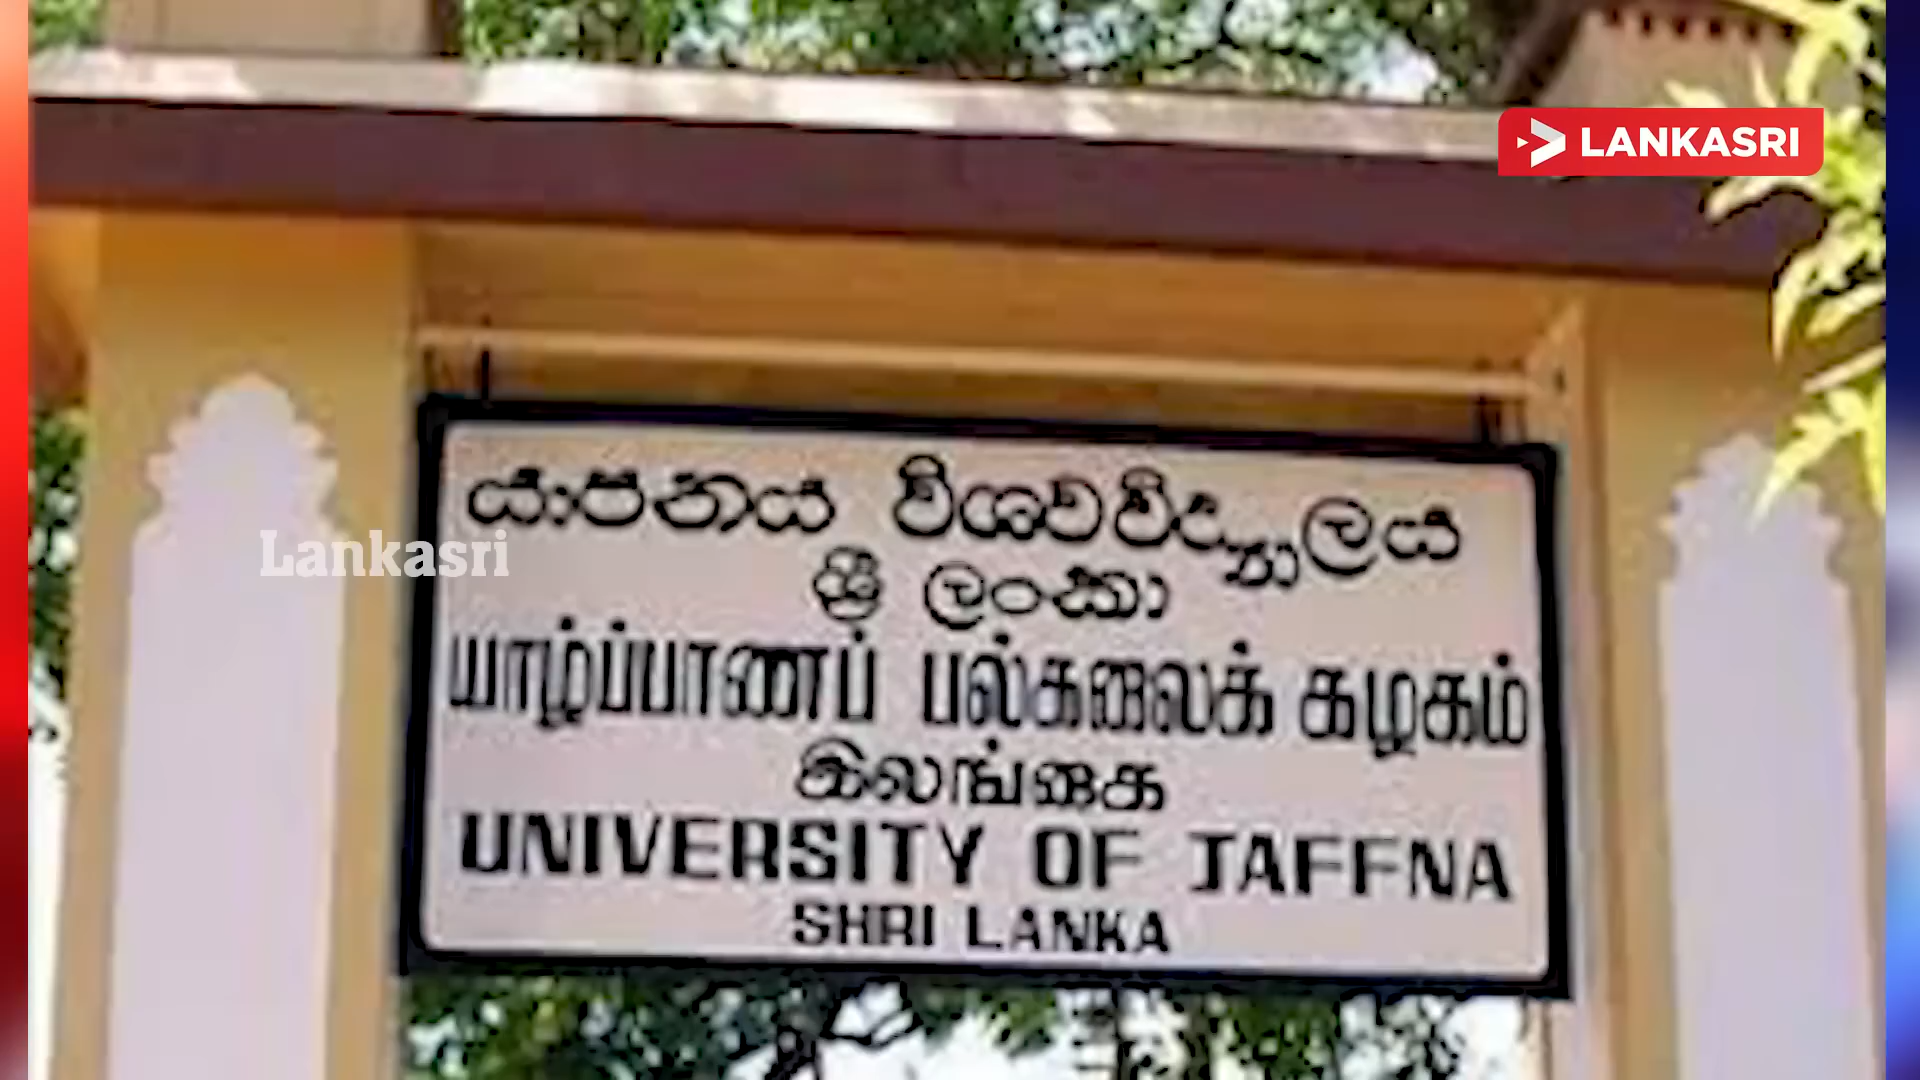 LANKASRI
යාපනය විශ්වවිද්‍යාලය
ශ්‍රී ලංකා
Lankasri
யாழ்ப்பாணப் பல்கலைக் கழகம்
இலங்கை
UNIVERSITY OF JAFFNA
SHRI LANKA